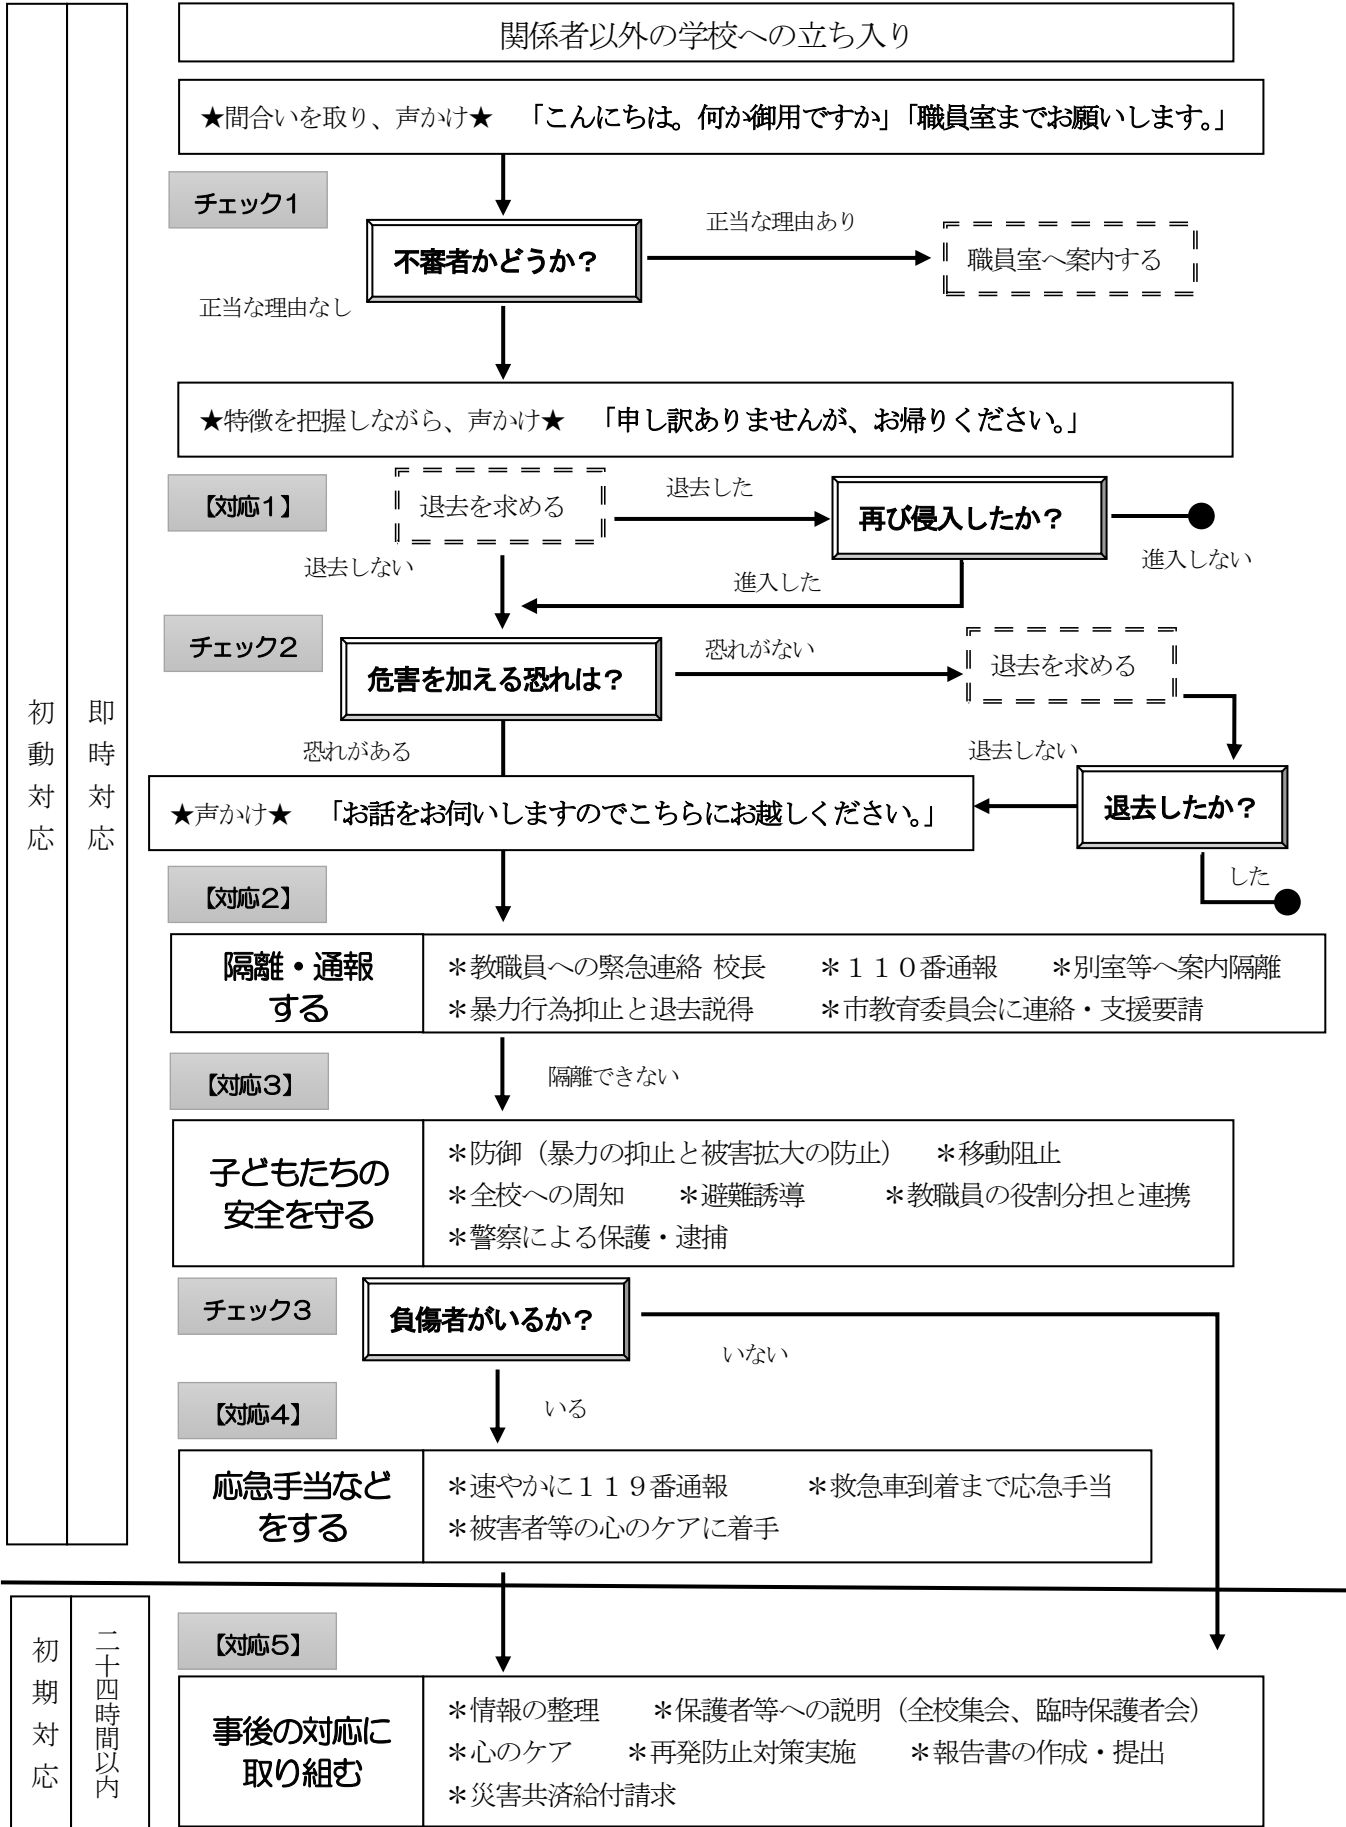 関係者以外の学校への立ち入り
★間合いを取り、声かけ★　「こんにちは。何か御用ですか」「職員室までお願いします。」
チェック1
不審者かどうか？
正当な理由あり
職員室へ案内する
正当な理由なし
★特徴を把握しながら、声かけ★　「申し訳ありませんが、お帰りください。」
【対応1】
退去を求める
退去した
再び侵入したか？
進入しない
退去しない
進入した
チェック2
危害を加える恐れは？
恐れがない
退去を求める
恐れがある
退去しない
退去したか？
★声かけ★　「お話をお伺いしますのでこちらにお越しください。」
した
【対応2】
隔離・通報
する
＊教職員への緊急連絡 校長　＊１１０番通報　＊別室等へ案内隔離
＊暴力行為抑止と退去説得　＊市教育委員会に連絡・支援要請
【対応3】
隔離できない
子どもたちの
安全を守る
＊防御（暴力の抑止と被害拡大の防止）　＊移動阻止
＊全校への周知　＊避難誘導　＊教職員の役割分担と連携
＊警察による保護・逮捕
チェック3
負傷者がいるか？
いない
【対応4】
いる
応急手当など
をする
＊速やかに１１９番通報　＊救急車到着まで応急手当
＊被害者等の心のケアに着手
初動対応
即時対応
【対応5】
事後の対応に
取り組む
＊情報の整理　＊保護者等への説明（全校集会、臨時保護者会）
＊心のケア　＊再発防止対策実施　＊報告書の作成・提出
＊災害共済給付請求
初期対応
二十四時間以内